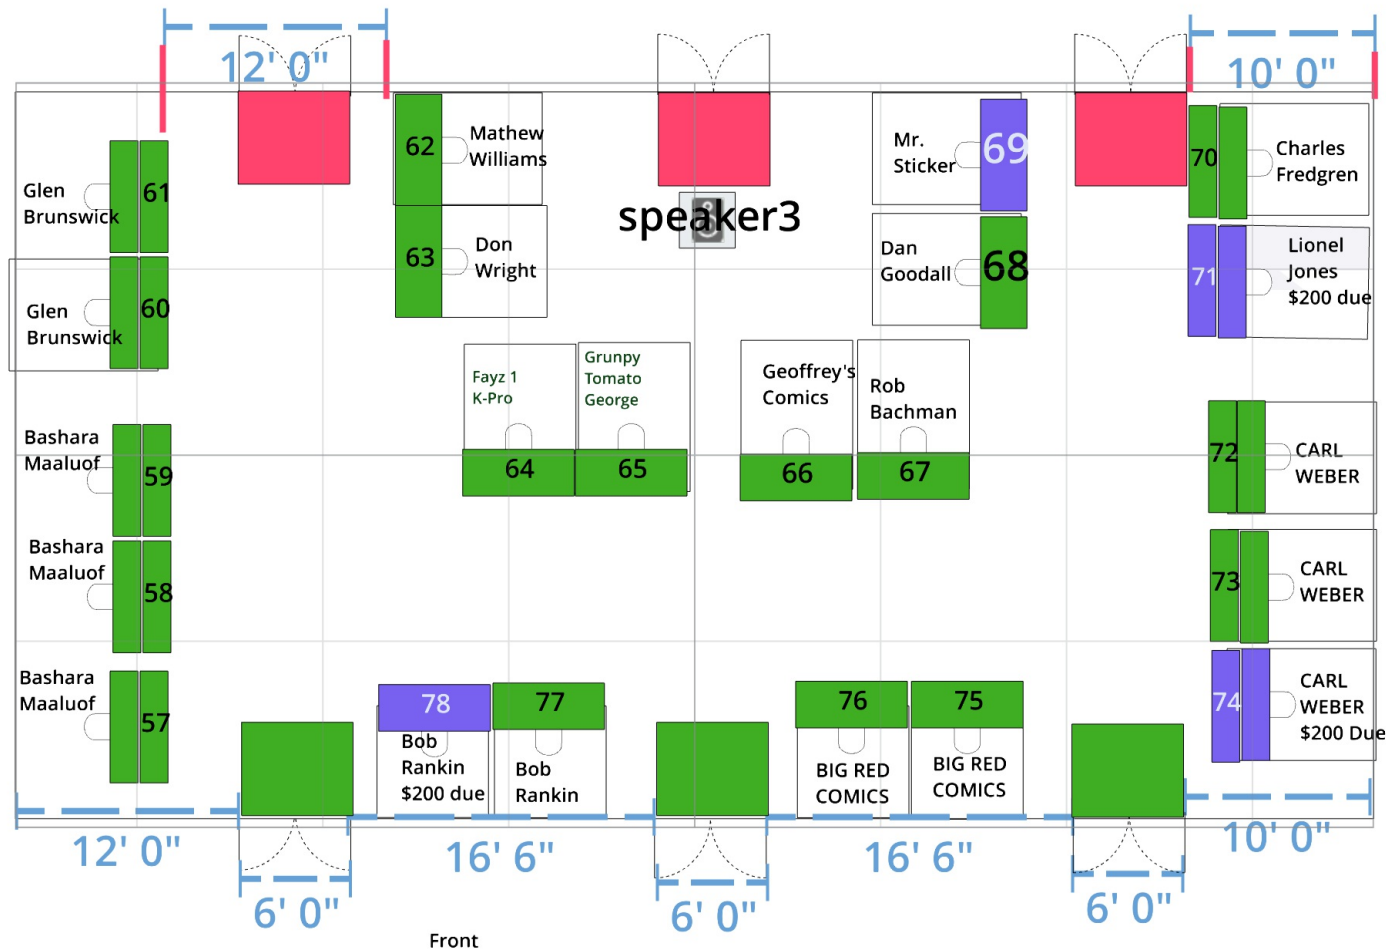 12' 0"
10' 0"
62
Mathew
Williams
Mr.
Sticker
69
70
Charles
Fredgren
Glen
Brunswick
61
speaker3
63
Don
Wright
Dan
Goodall
68
71
Lionel
Jones
$200 due
Glen
Brunswick
60
Fayz 1
K-Pro
Grunpy
Tomato
George
Geoffrey's
Comics
Rob
Bachman
64
65
66
67
Bashara
Maaluof
59
72
CARL
WEBER
Bashara
Maaluof
58
73
CARL
WEBER
Bashara
Maaluof
57
78
Bob
Rankin
$200 due
77
Bob
Rankin
76
BIG RED
COMICS
75
BIG RED
COMICS
74
CARL
WEBER
$200 Due
12' 0"
16' 6"
16' 6"
10' 0"
6' 0"
6' 0"
6' 0"
Front